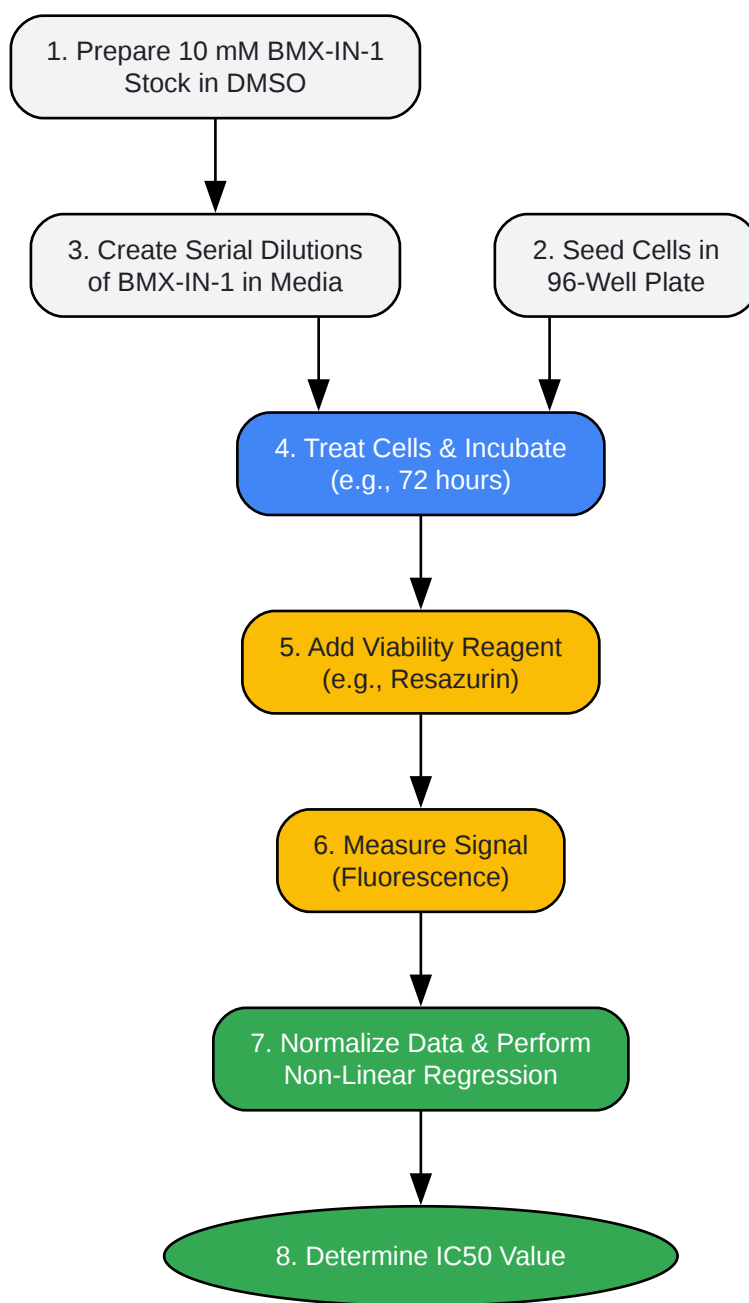 1. Prepare 10 mM BMX-IN-1
Stock in DMSO
3. Create Serial Dilutions
of BMX-IN-1 in Media
2. Seed Cells in
96-Well Plate
4. Treat Cells & Incubate
(e.g., 72 hours)
5. Add Viability Reagent
(e.g., Resazurin)
6. Measure Signal
(Fluorescence)
7. Normalize Data & Perform
Non-Linear Regression
8. Determine IC50 Value